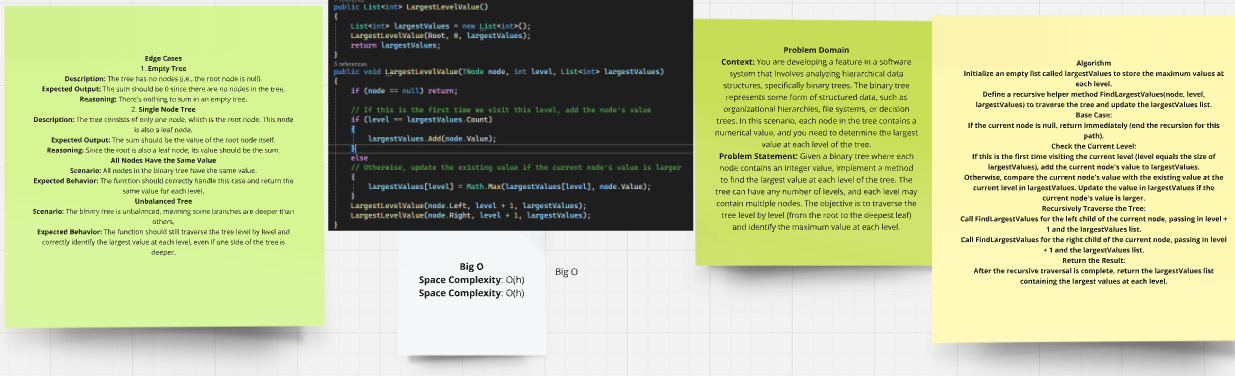 Edge Cases
1. Empty Tree
Description: The tree has no nodes (i.e., the root node is null).
Expected Output: The sum should be 0 since there are no nodes in the tree.
Reasoning: There's nothing to sum in an empty tree.
2. Single Node Tree
Description: The tree consists of only one node, which is the root node. This node
is also a leaf node.
Expected Output: The sum should be the value of the root node itself.
Reasoning: Since the root is also a leaf node, its value should be the sum.
All Nodes Have the Same Value
Scenario: All nodes in the binary tree have the same value.
Expected Behavior: The function should correctly handle this case and return the
same value for each level.
Unbalanced Tree
Scenario: The binary tree is unbalanced, meaning some branches are deeper than
others.
Expected Behavior: The function should still traverse the tree level by level and
correctly identify the largest value at each level, even if one side of the tree is
deeper.
public List<int> LargestLevelValue()
{
List<int> largestValues = new List<int>();
LargestLevelValue(Root, 0, largestValues);
return largestValues;
}
3 references
public void LargestLevelValue(TNode node, int level, List<int> largestValues)
{
if (node == null) return;
// If this is the first time we visit this level, add the node's value
if (level == largestValues.Count)
{
largestValues.Add(node.Value);
}
else
// Otherwise, update the existing value if the current node's value is larger
{
largestValues[level] = Math.Max(largestValues[level], node.Value);
}
LargestLevelValue(node.Left, level + 1, largestValues);
LargestLevelValue(node.Right, level + 1, largestValues);
}
Big O
Space Complexity: O(h)
Space Complexity: O(h)
Big O
Problem Domain
Context: You are developing a feature in a software
system that involves analyzing hierarchical data
structures, specifically binary trees. The binary tree
represents some form of structured data, such as
organizational hierarchies, file systems, or decision
trees. In this scenario, each node in the tree contains a
numerical value, and you need to determine the largest
value at each level of the tree.
Problem Statement: Given a binary tree where each
node contains an integer value, implement a method
to find the largest value at each level of the tree. The
tree can have any number of levels, and each level may
contain multiple nodes. The objective is to traverse the
tree level by level (from the root to the deepest leaf)
and identify the maximum value at each level.
Algorithm
Initialize an empty list called largestValues to store the maximum values at
each level.
Define a recursive helper method FindLargestValues(node, level,
largestValues) to traverse the tree and update the largestValues list.
Base Case:
If the current node is null, return immediately (end the recursion for this
path).
Check the Current Level:
If this is the first time visiting the current level (level equals the size of
largestValues), add the current node's value to largestValues.
Otherwise, compare the current node's value with the existing value at the
current level in largestValues. Update the value in largestValues if the
current node's value is larger.
Recursively Traverse the Tree:
Call FindLargestValues for the left child of the current node, passing in level +
1 and the largestValues list.
Call FindLargestValues for the right child of the current node, passing in level
+ 1 and the largestValues list.
Return the Result:
After the recursive traversal is complete, return the largestValues list
containing the largest values at each level.